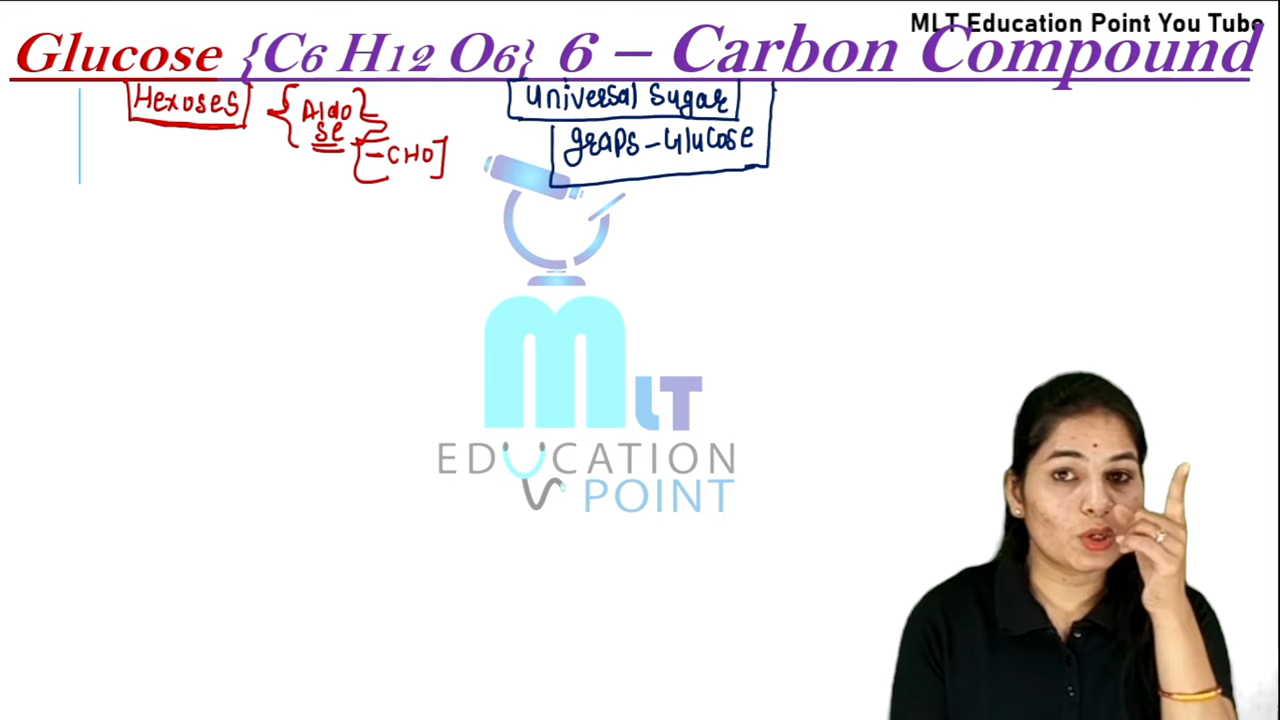 MLT Education Point You Tube
Glucose {C6 H12 O6} 6 – Carbon Compound
Hexoses
{Aldo
se}
[-CHO]
Universal Sugar
graps - Glucose
MLT
EDUCATION
POINT